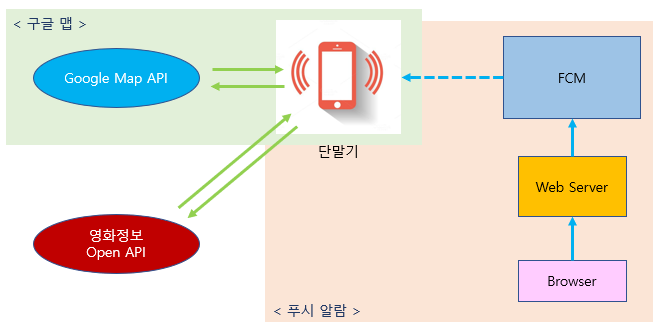 < 구글 맵 >
Google Map API
FCM
단말기
Web Server
영화정보
Open API
Browser
< 푸시 알람 >